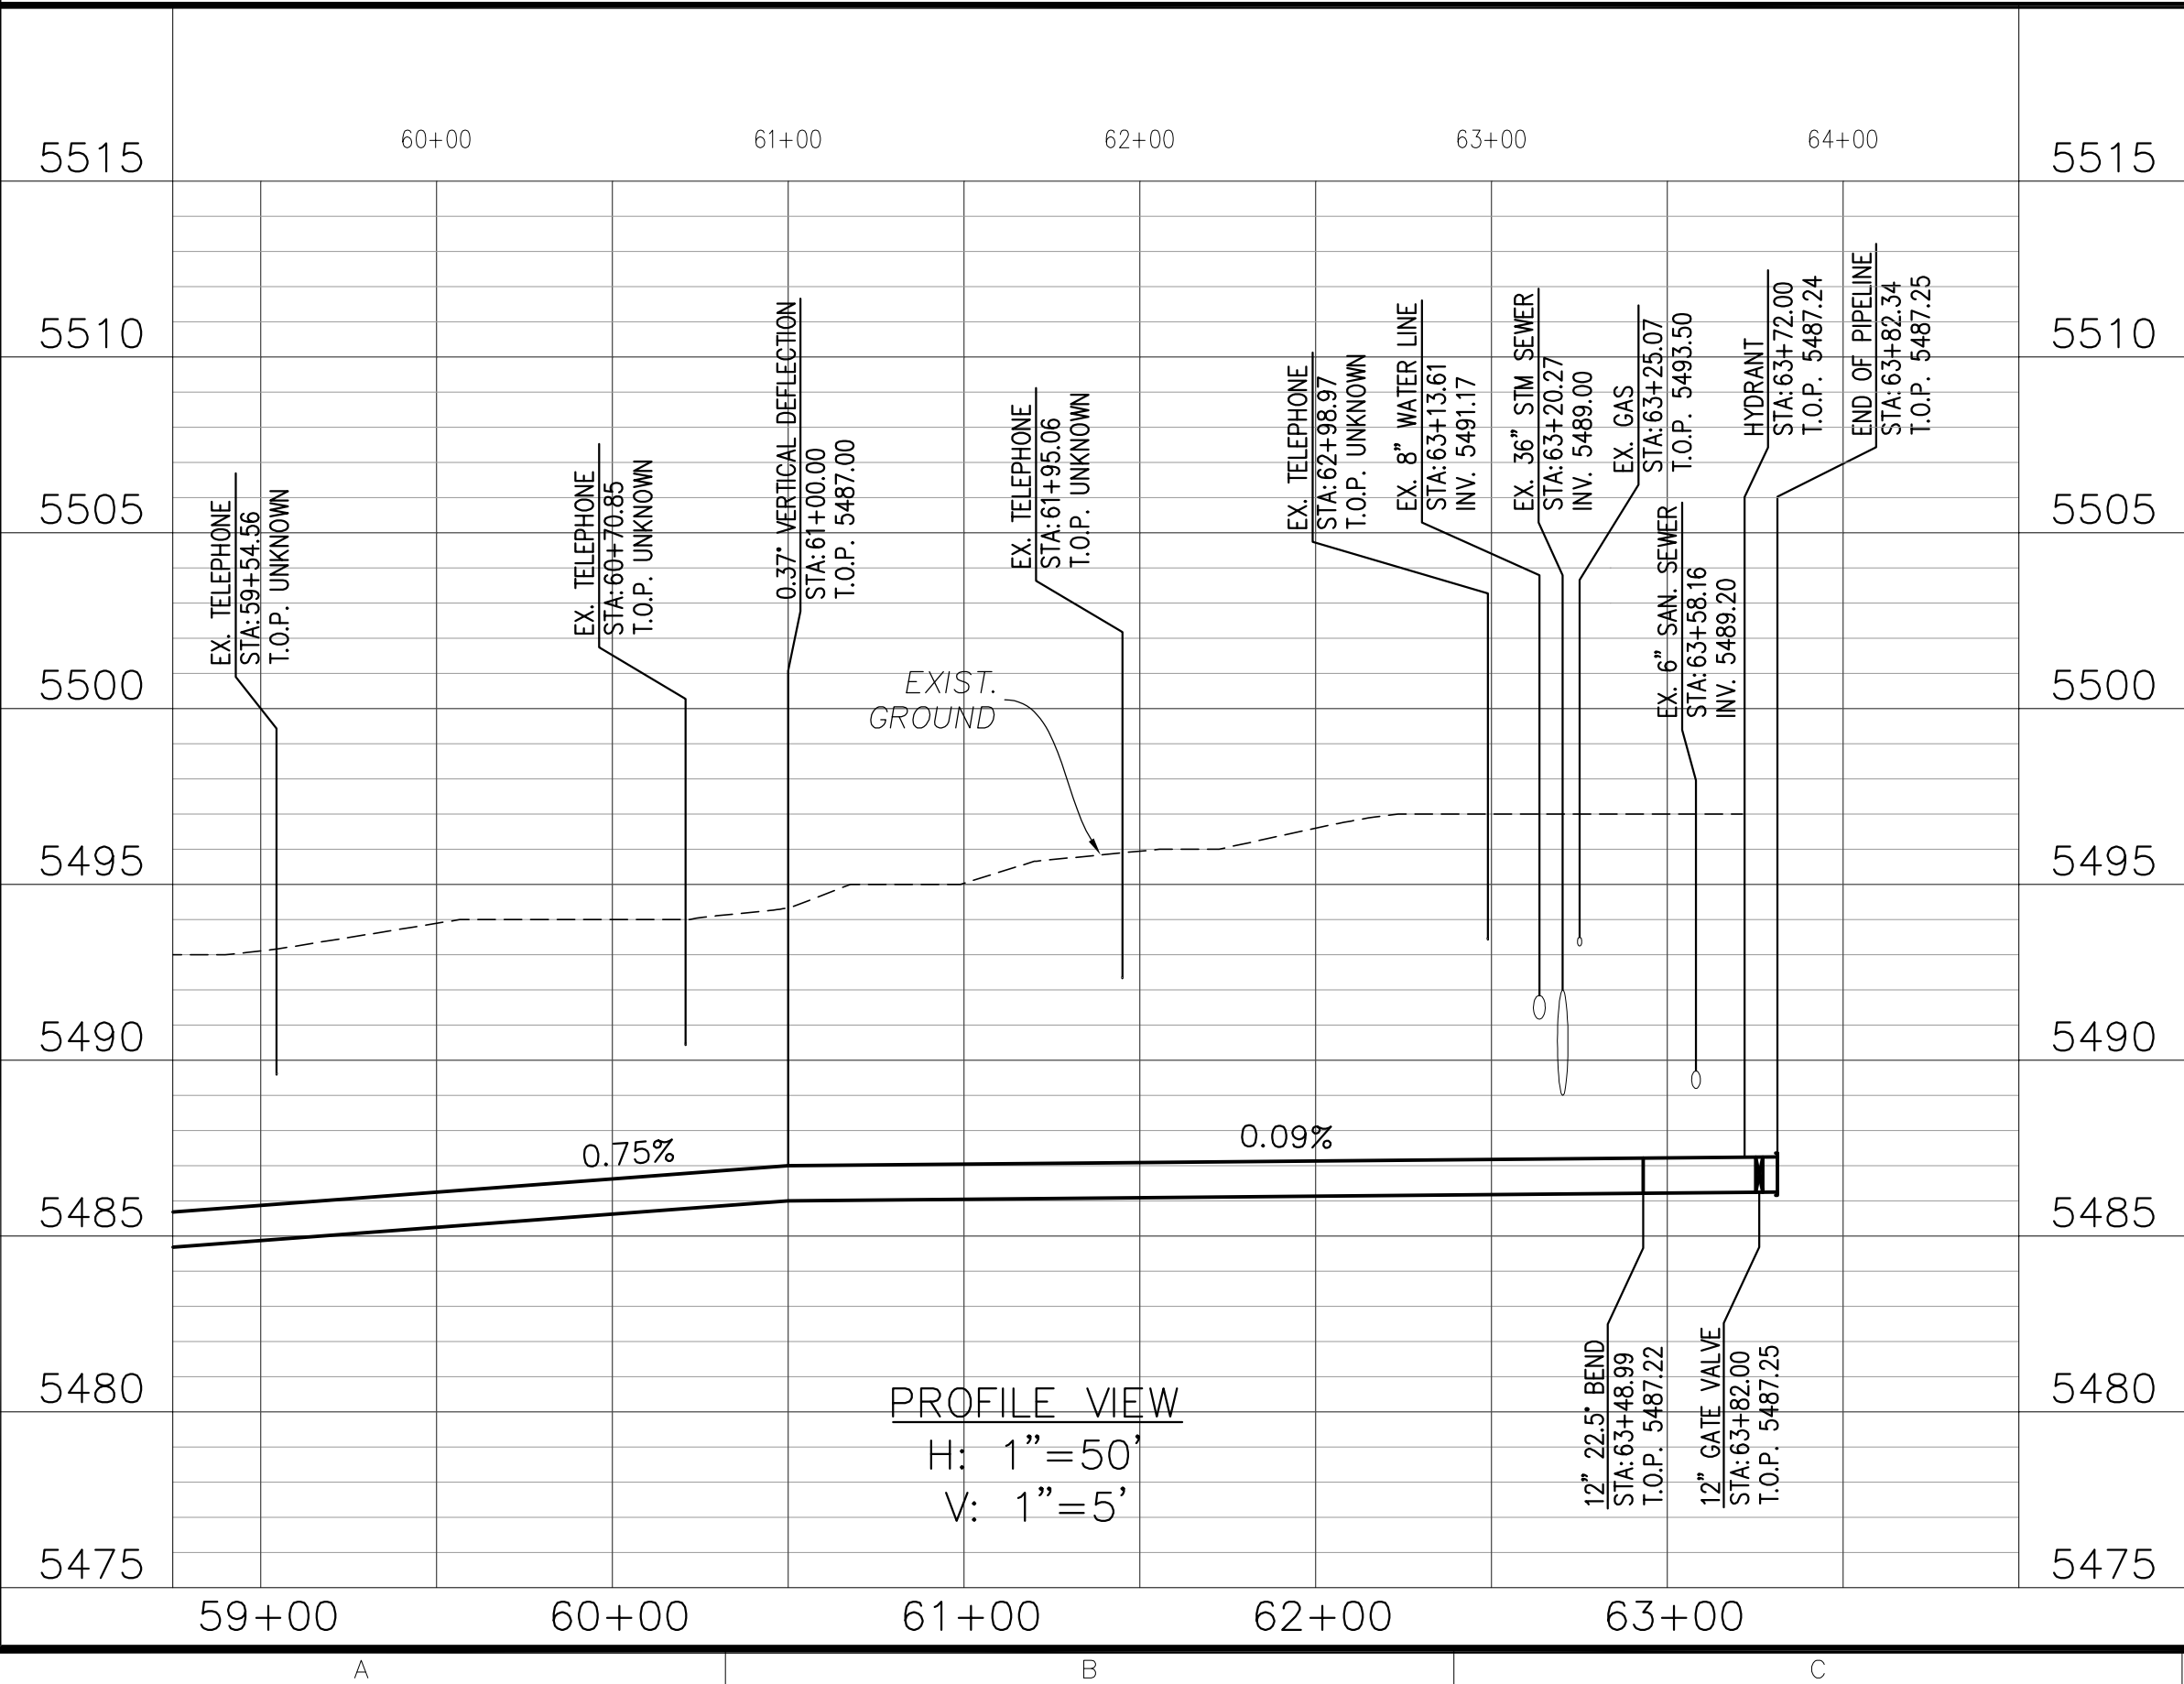 60+00 61+00 62+00 63+00 64+00
5515 5515
5510 5510
5505 5505
5500 5500
5495 5495
5490 5490
5485 5485
5480 5480
5475 5475
EX. TELEPHONE
STA:59+54.56
T.O.P. UNKNOWN
EX. TELEPHONE
STA:60+70.85
T.O.P. UNKNOWN
0.37° VERTICAL DEFLECTION
STA:61+00.00
T.O.P. 5487.00
EX. TELEPHONE
STA:61+95.06
T.O.P. UNKNOWN
EX. TELEPHONE
STA:62+98.97
T.O.P. UNKNOWN
EX. 8" WATER LINE
STA:63+13.61
INV. 5491.17
EX. 36" STM SEWER
STA:63+20.27
INV. 5489.00
EX. GAS
STA:63+25.07
T.O.P. 5493.50
EX. 6" SAN. SEWER
STA:63+58.16
INV. 5489.20
HYDRANT
STA:63+72.00
T.O.P. 5487.24
END OF PIPELINE
STA:63+82.34
T.O.P. 5487.25
EXIST.
GROUND
0.75%
0.09%
12" 22.5° BEND
STA:63+48.99
T.O.P. 5487.22
12" GATE VALVE
STA:63+82.00
T.O.P. 5487.25
PROFILE VIEW
H: 1"=50'
V: 1"=5'
59+00 60+00 61+00 62+00 63+00
A B C